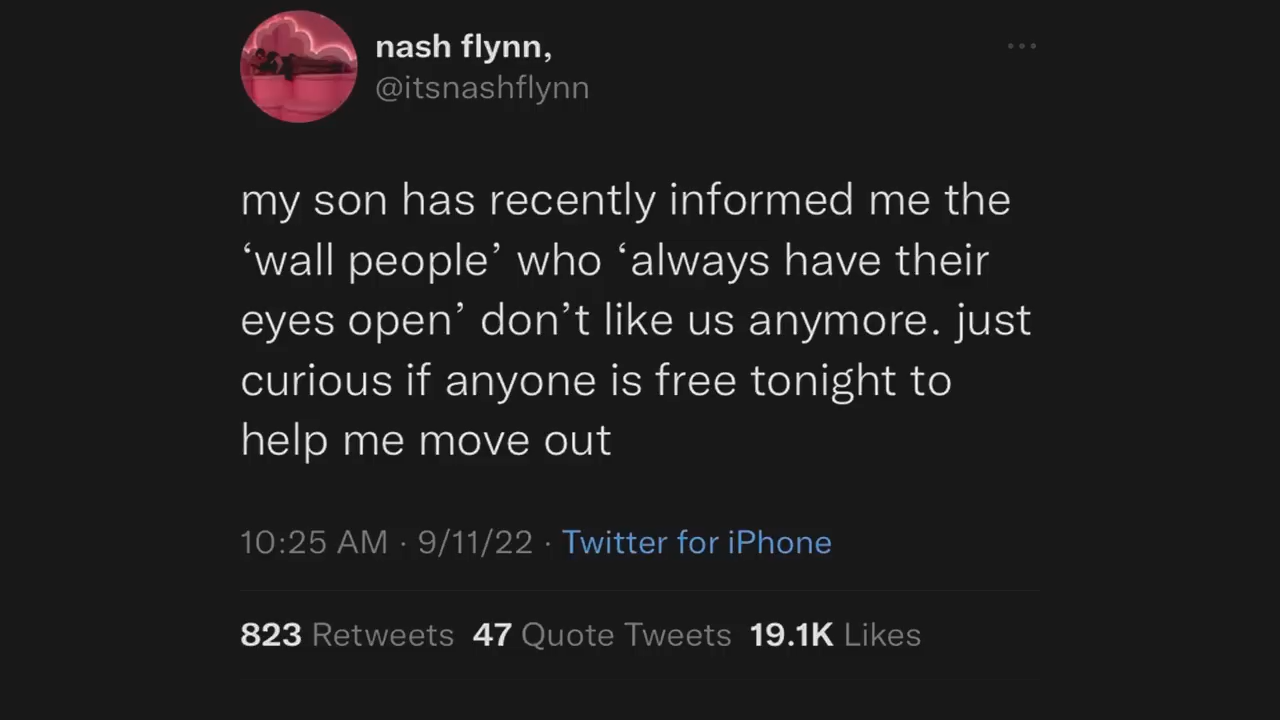 nash flynn,
@itsnashflynn
my son has recently informed me the
‘wall people’ who ‘always have their
eyes open’ don’t like us anymore. just
curious if anyone is free tonight to
help me move out
10:25 AM · 9/11/22 · Twitter for iPhone
823 Retweets 47 Quote Tweets 19.1K Likes